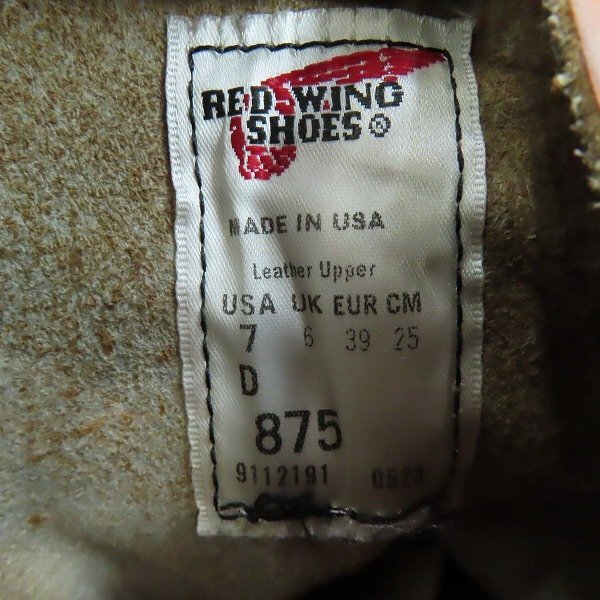 RED WING
SHOES ®
MADE IN USA
Leather Upper
USA UK EUR CM
7 6 39 25
D
875
9112191 0523